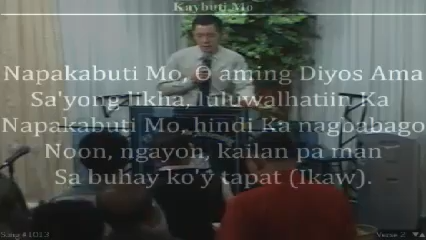 Kaybuti Mo
Napakabuti Mo, O aming Diyos Ama
Sa'yong likha, luluwalhatiin Ka
Napakabuti Mo, hindi Ka nagbabago
Noon, ngayon, kailan pa man
Sa buhay ko'y tapat (Ikaw).
Song #1013
Verse 2 ▼▲